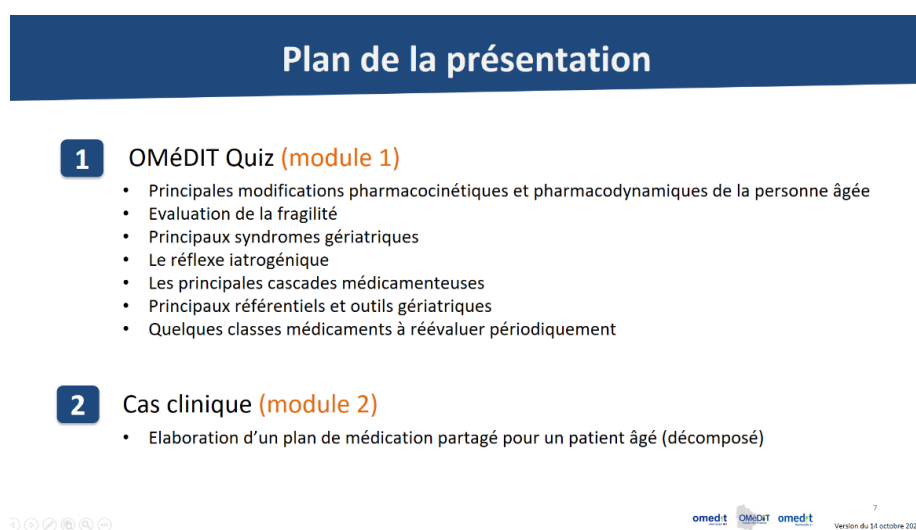 Plan de la présentation
1 OMéDIT Quiz (module 1)
• Principales modifications pharmacocinétiques et pharmacodynamiques de la personne âgée
• Evaluation de la fragilité
• Principaux syndromes gériatriques
• Le réflexe iatrogénique
• Les principales cascades médicamenteuses
• Principaux référentiels et outils gériatriques
• Quelques classes médicaments à réévaluer périodiquement
2 Cas clinique (module 2)
• Elaboration d’un plan de médication partagé pour un patient âgé (décomposé)
7
omedit OMéDIT omedit
Version du 14 octobre 202